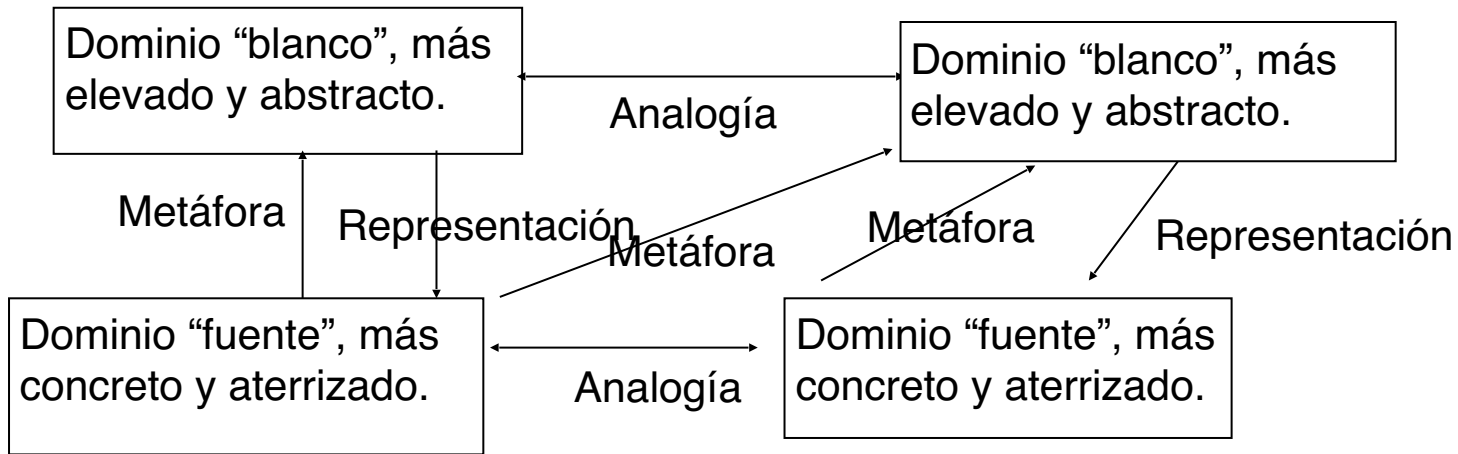 Dominio “blanco”, más
elevado y abstracto.
Analogía
Dominio “blanco”, más
elevado y abstracto.
Metáfora
Representación
Metáfora
Metáfora
Representación
Dominio “fuente”, más
concreto y aterrizado.
Analogía
Dominio “fuente”, más
concreto y aterrizado.